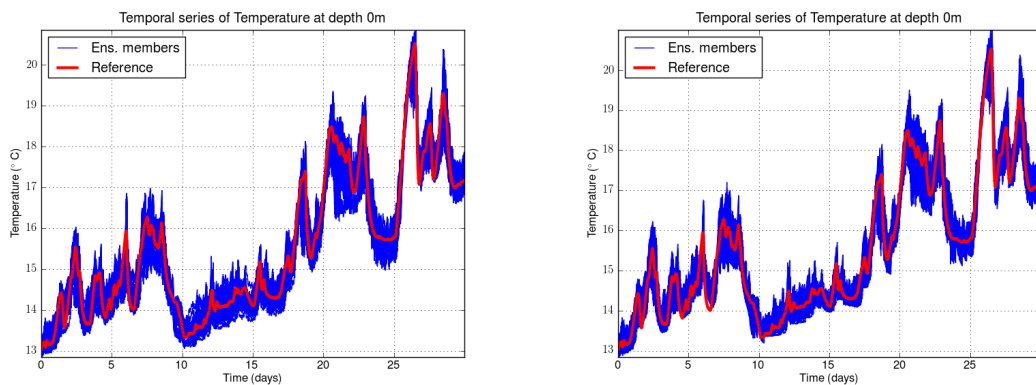 Temporal series of Temperature at depth 0m
Ens. members
Reference
Temperature (° C)
20
19
18
17
16
15
14
13
0
5
10
15
20
25
Time (days)
Temporal series of Temperature at depth 0m
Ens. members
Reference
Temperature (° C)
20
19
18
17
16
15
14
13
0
5
10
15
20
25
Time (days)